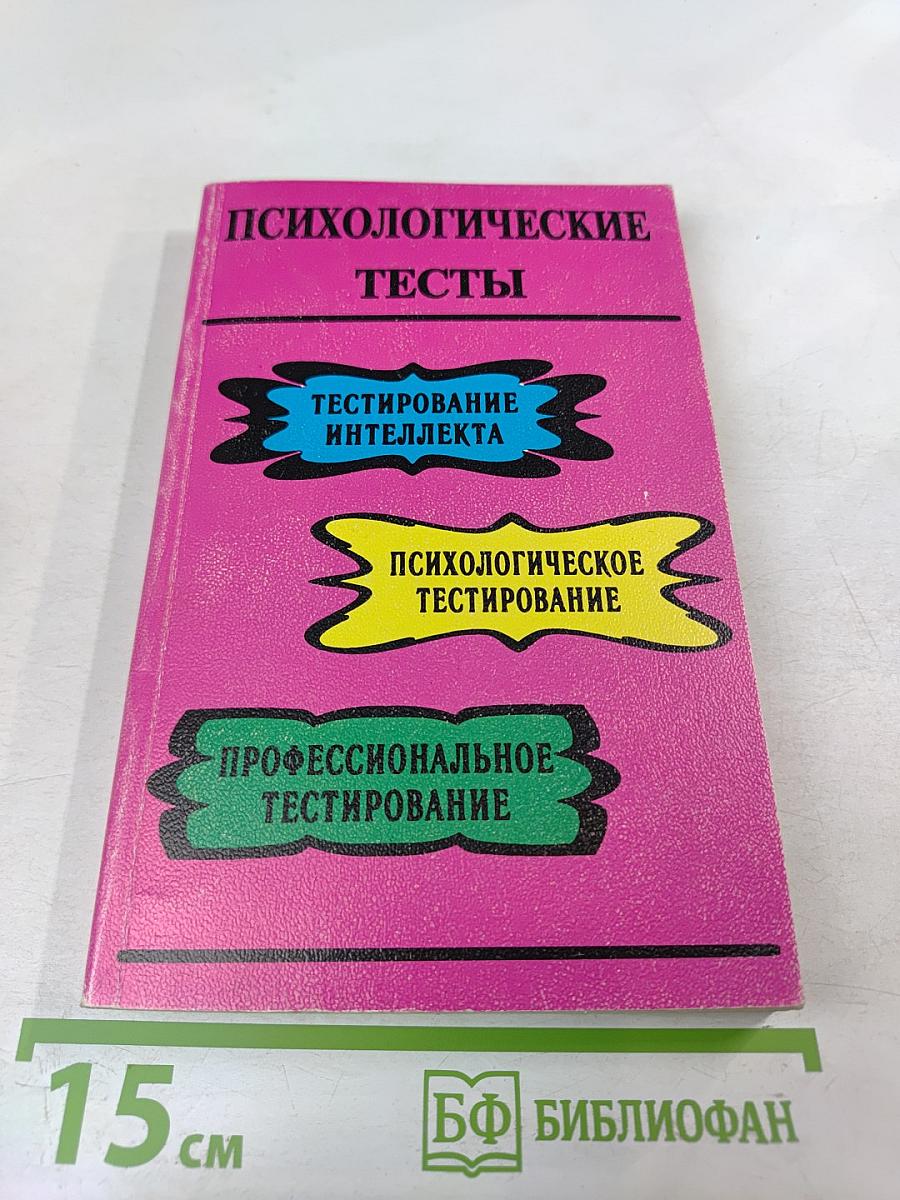 ПСИХОЛОГИЧЕСКИЕ
ТЕСТЫ
ТЕСТИРОВАНИЕ
ИНТЕЛЛЕКТА
ПСИХОЛОГИЧЕСКОЕ
ТЕСТИРОВАНИЕ
ПРОФЕССИОНАЛЬНОЕ
ТЕСТИРОВАНИЕ
15 СМ
БФ БИБЛИОФАН